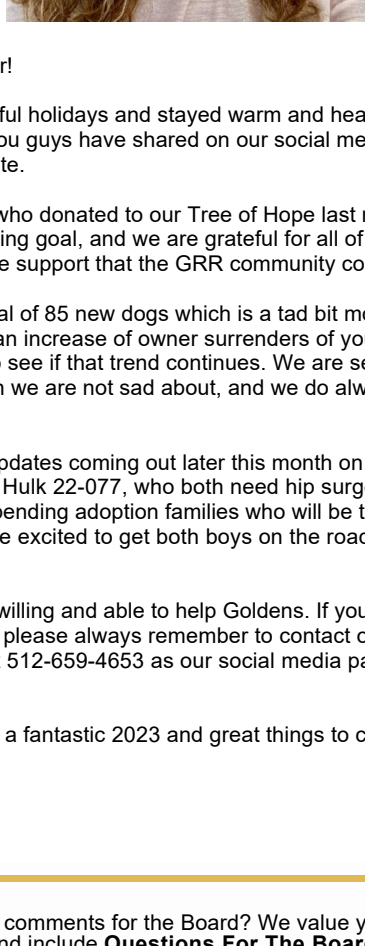 r!
ful holidays and stayed warm and hea
ou guys have shared on our social me
te.
who donated to our Tree of Hope last
ing goal, and we are grateful for all of
e support that the GRR community co
al of 85 new dogs which is a tad bit mo
an increase of owner surrenders of yo
o see if that trend continues. We are se
h we are not sad about, and we do alw
pdates coming out later this month on
Hulk 22-077, who both need hip surg
pending adoption families who will be t
e excited to get both boys on the road
willing and able to help Goldens. If you
please always remember to contact o
512-659-4653 as our social media pa
a fantastic 2023 and great things to c
comments for the Board? We value y
nd include Questions For The Boar